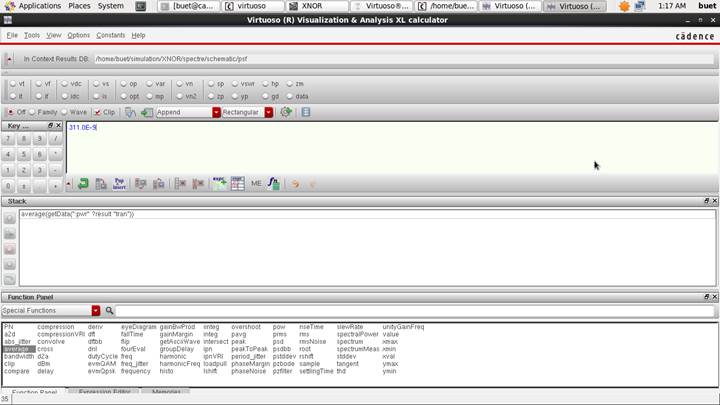 Applications Places System [buet@ca... virtuoso XNOR Virtuoso®... /home/bue... Virtuoso (... Virtuoso (... 1:17 AM buet
Virtuoso (R) Visualization & Analysis XL calculator
File Tools View Options Constants Help cādence
In Context Results DB: /home/buet/simulation/XNOR/spectre/schematic/psf
vt vf vdc vs op var vn sp vswr hp zm
it if idc is opt mp vn2 zp yp gd data
Off Family Wave Clip Append Rectangular
Key ...
7 8 9 /
4 5 6 *
1 2 3 -
0 ± . +
311.0E-9
Pop insert ME
Stack
average(getData(":pwr" ?result "tran"))
Function Panel
Special Functions
PN compression deriv eyeDiagram gainBwProd iinteg overshoot pow riseTime slewRate unityGainFreq
a2d compressionVRI dft fallTime gainMargin integ pavg prms rms spectralPower value
abs_jitter convolve dftbb flip getAsciiWave intersect peak psd rmsNoise spectrum xmax
average cross dnl fourEval groupDelay ipn peakToPeak psdbb root spectrumMeas xmin
bandwidth d2a dutyCycle freq harmonic ipnVRI period_jitter pstddev rshift stddev xval
clip dBm evmQAM freq_jitter harmonicFreq loadpull phaseMargin pzbode sample tangent ymax
compare delay evmQpsk frequency histo lshift phaseNoise pzfilter settlingTime thd ymin
Function Panel Expression Editor Memories
35